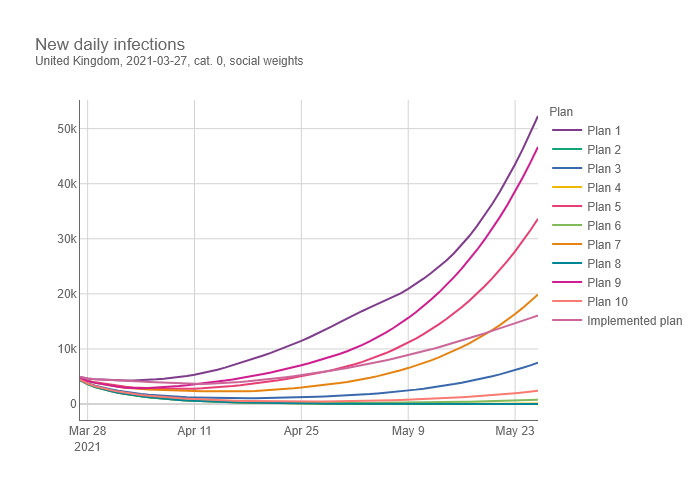 New daily infections
United Kingdom, 2021-03-27, cat. 0, social weights
Plan
50k
40k
30k
20k
10k
0
Mar 28
2021
Apr 11
Apr 25
May 9
May 23
Plan 1
Plan 2
Plan 3
Plan 4
Plan 5
Plan 6
Plan 7
Plan 8
Plan 9
Plan 10
Implemented plan